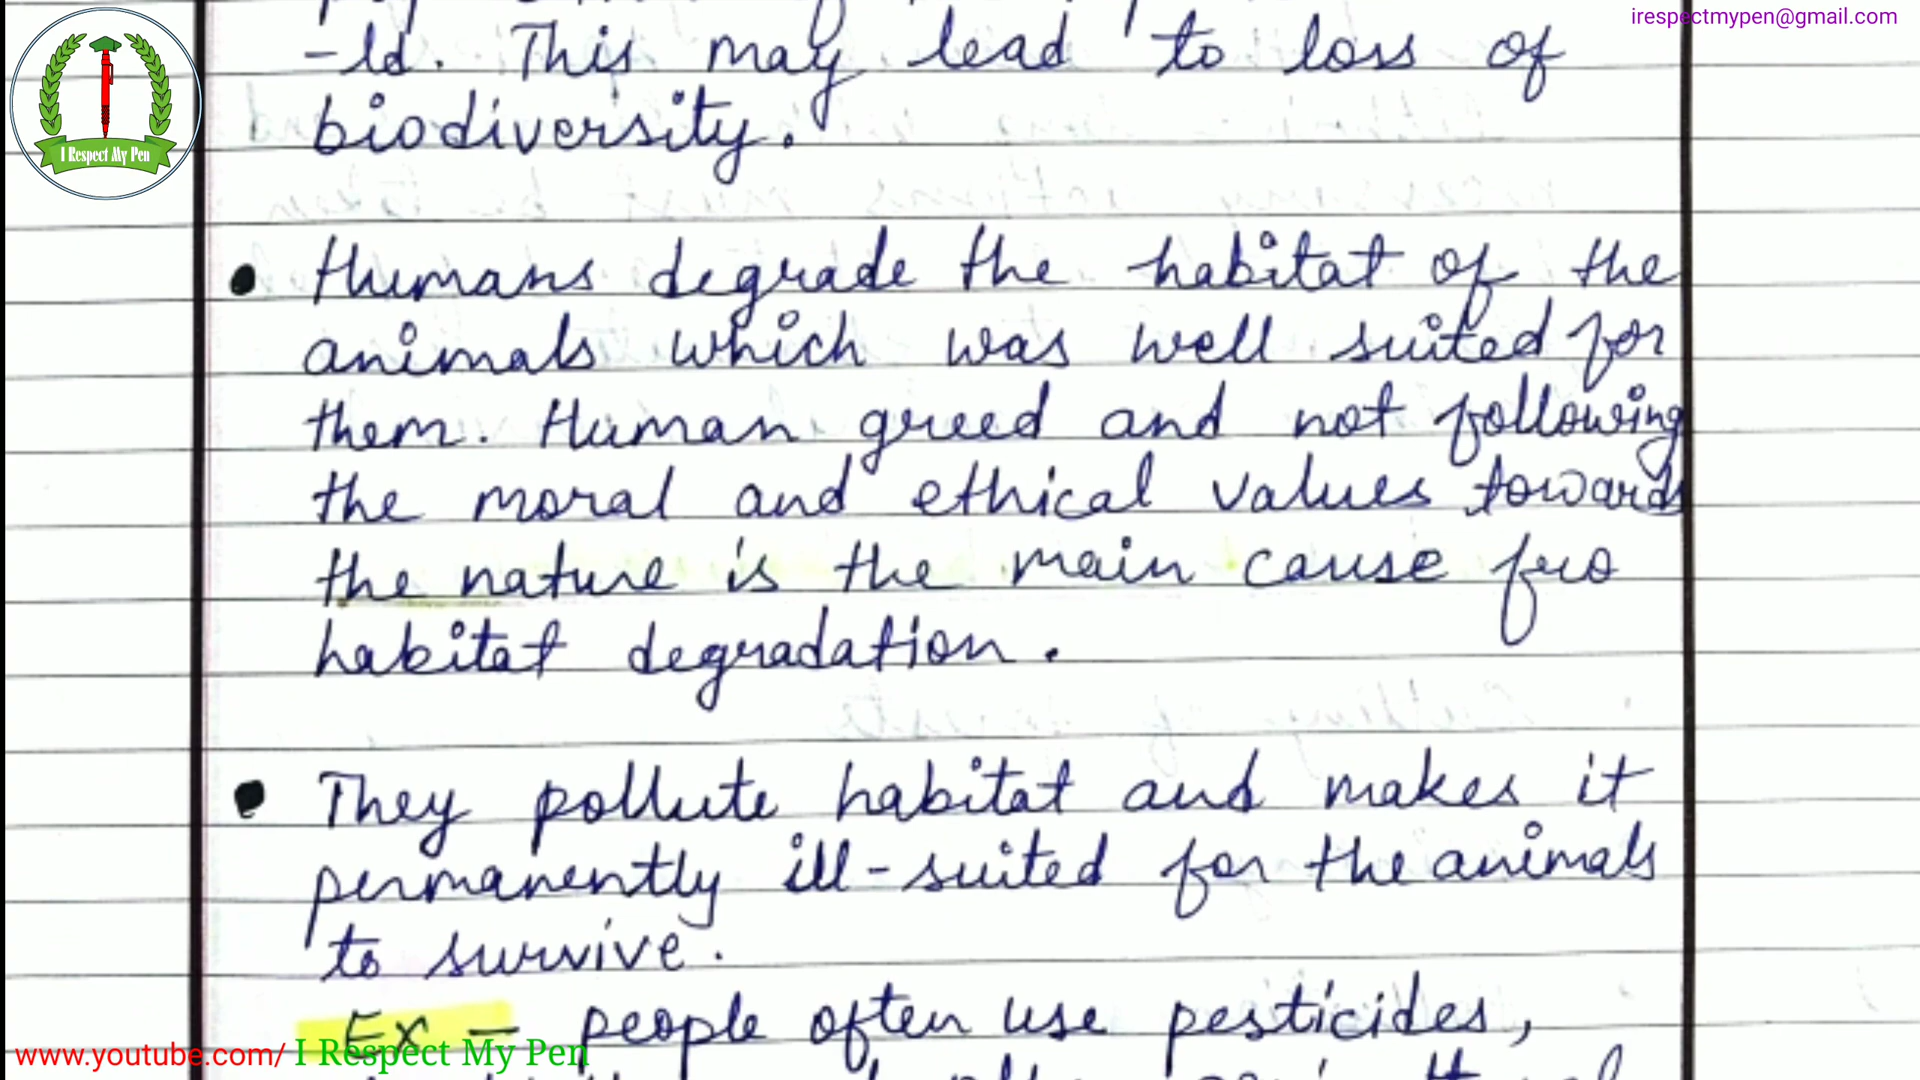 irespectmypen@gmail.com
-ld. This may lead to loss of
biodiversity.
I Respect My Pen
• Humans degrade the habitat of the
animals which was well suited for
them. Human greed and not following
the moral and ethical values towards
the nature is the main cause fro
habitat degradation.
• They pollute habitat and makes it
permanently ill-suited for the animals
to survive.
Ex – people often use pesticides,
www.youtube.com/ I Respect My Pen